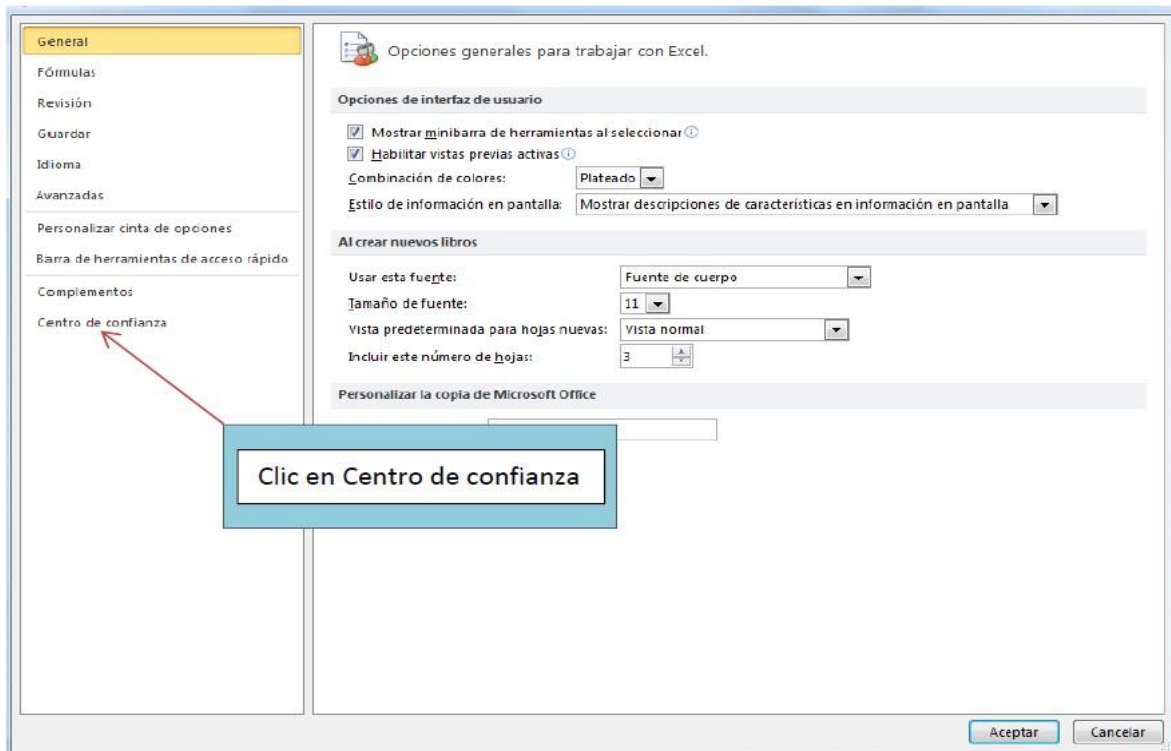 General
Fórmulas
Revisión
Guardar
Idioma
Avanzadas
Personalizar cinta de opciones
Barra de herramientas de acceso rápido
Complementos
Centro de confianza
Opciones generales para trabajar con Excel.
Opciones de interfaz de usuario
Mostrar minibarra de herramientas al seleccionar
Habilitar vistas previas activas
Combinación de colores: Plateado
Estilo de información en pantalla: Mostrar descripciones de características en información en pantalla
Al crear nuevos libros
Usar esta fuente: Fuente de cuerpo
Tamaño de fuente: 11
Vista predeterminada para hojas nuevas: Vista normal
Incluir este número de hojas: 3
Personalizar la copia de Microsoft Office
Clic en Centro de confianza
Aceptar Cancelar